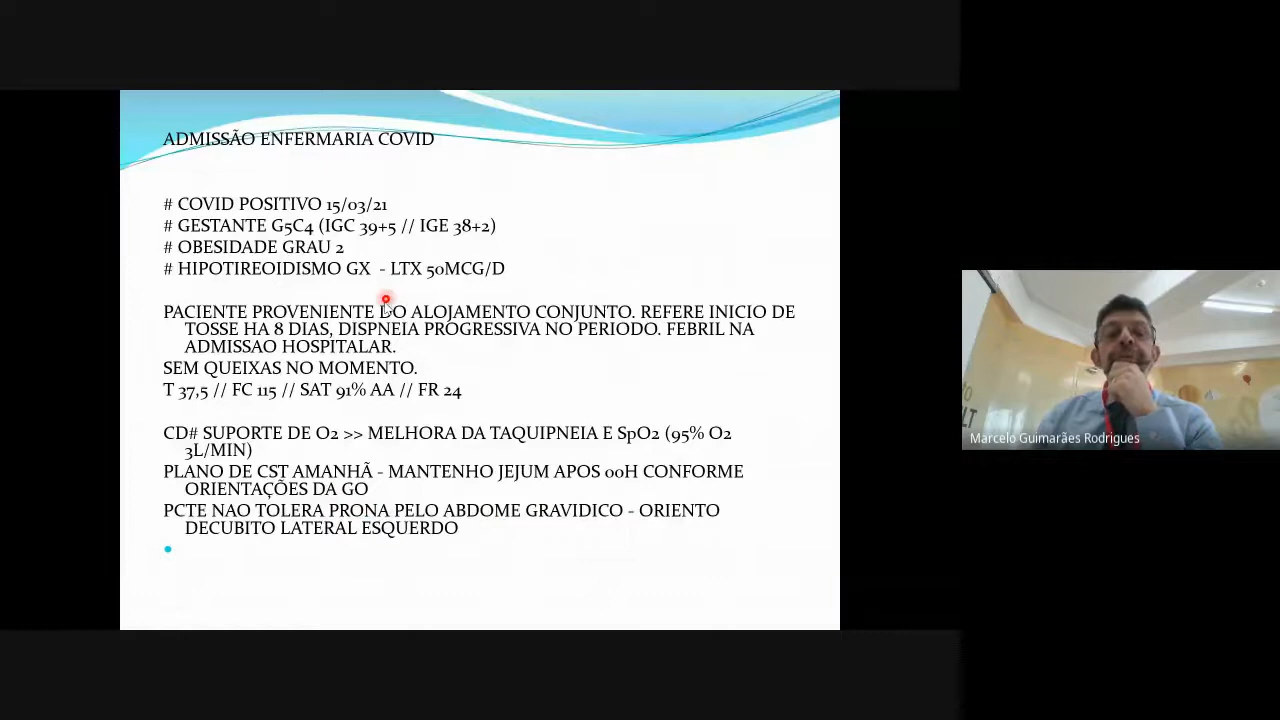 ADMISSÃO ENFERMARIA COVID
# COVID POSITIVO 15/03/21
# GESTANTE G5C4 (IGC 39+5 // IGE 38+2)
# OBESIDADE GRAU 2
# HIPOTIREOIDISMO GX - LTX 50MCG/D
PACIENTE PROVENIENTE DO ALOJAMENTO CONJUNTO. REFERE INICIO DE
TOSSE HA 8 DIAS, DISPNEIA PROGRESSIVA NO PERIODO. FEBRIL NA
ADMISSAO HOSPITALAR.
SEM QUEIXAS NO MOMENTO.
T 37,5 // FC 115 // SAT 91% AA // FR 24
CD# SUPORTE DE O2 >> MELHORA DA TAQUIPNEIA E SpO2 (95% O2
3L/MIN)
PLANO DE CST AMANHÃ - MANTENHO JEJUM APOS 00H CONFORME
ORIENTAÇÕES DA GO
PCTE NAO TOLERA PRONA PELO ABDOME GRAVIDICO - ORIENTO
DECUBITO LATERAL ESQUERDO
LT
Marcelo Guimarães Rodrigues